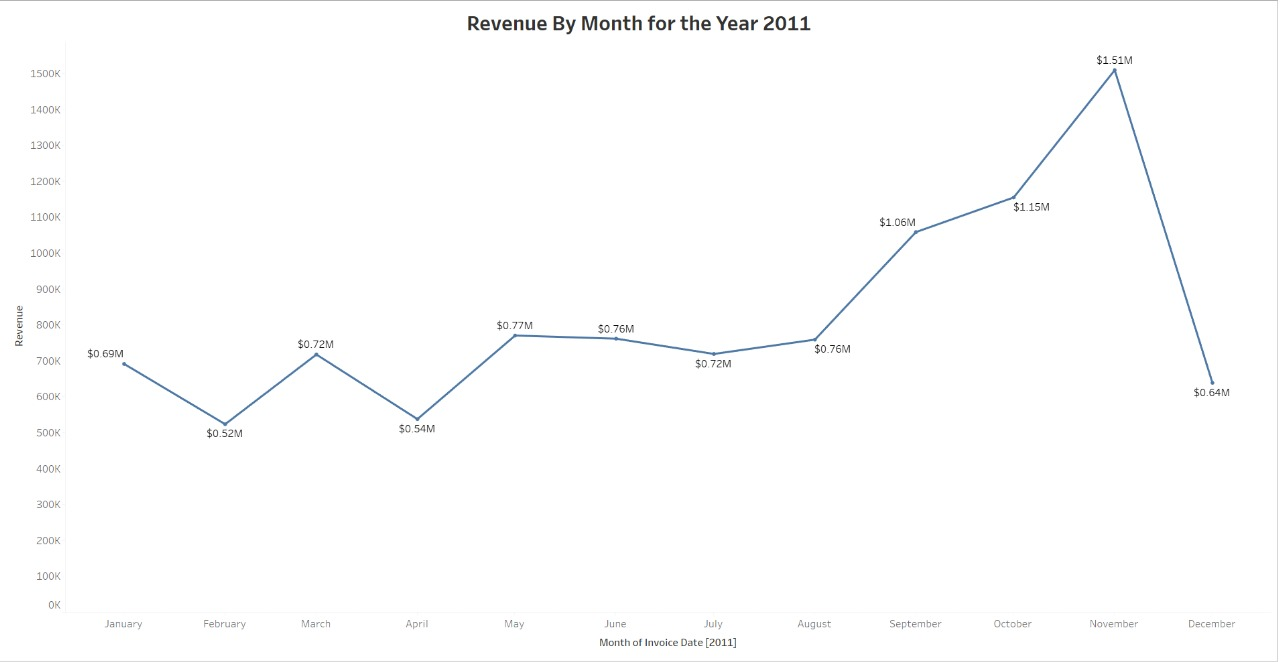 Revenue By Month for the Year 2011
Revenue
1500K
1400K
1300K
1200K
1100K
1000K
900K
800K
700K
600K
500K
400K
300K
200K
100K
0K
$0.69M
$0.52M
$0.72M
$0.54M
$0.77M
$0.76M
$0.72M
$0.76M
$1.06M
$1.15M
$1.51M
$0.64M
January February March April May June July August September October November December
Month of Invoice Date [2011]